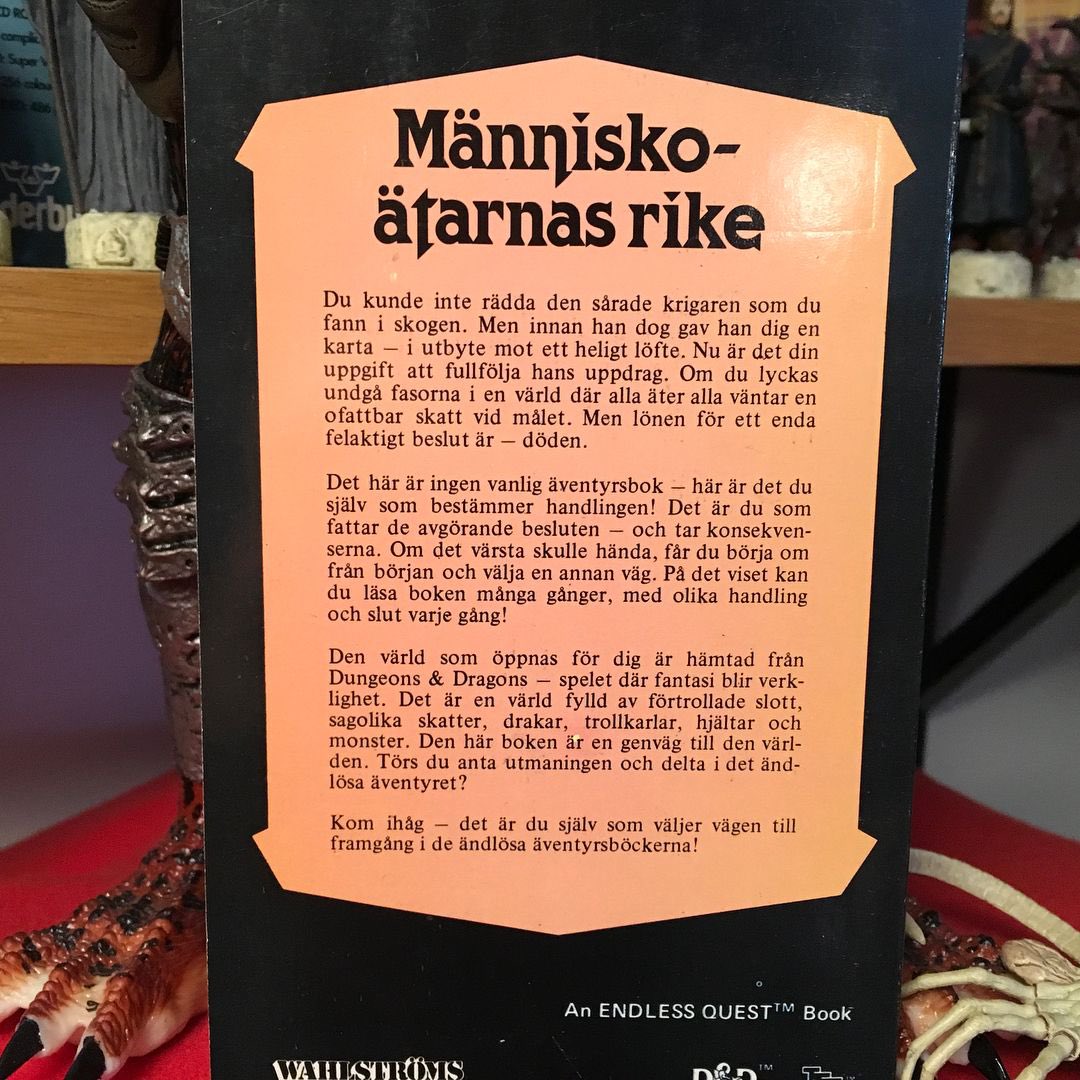 Människo-
ätarnas rike
Du kunde inte rädda den sårade krigaren som du
fann i skogen. Men innan han dog gav han dig en
karta — i utbyte mot ett heligt löfte. Nu är det din
uppgift att fullfölja hans uppdrag. Om du lyckas
undgå fasorna i en värld där alla äter alla väntar en
ofattbar skatt vid målet. Men lönen för ett enda
felaktigt beslut är — döden.
Det här är ingen vanlig äventyrsbok — här är det du
själv som bestämmer handlingen! Det är du som
fattar de avgörande besluten — och tar konsekven-
serna. Om det värsta skulle hända, får du börja om
från början och välja en annan väg. På det viset kan
du läsa boken många gånger, med olika handling
och slut varje gång!
Den värld som öppnas för dig är hämtad från
Dungeons & Dragons — spelet där fantasi blir verk-
lighet. Det är en värld fylld av förtrollade slott,
sagolika skatter, drakar, trollkarlar, hjältar och
monster. Den här boken är en genväg till den värl-
den. Törs du anta utmaningen och delta i det änd-
lösa äventyret?
Kom ihåg — det är du själv som väljer vägen till
framgång i de ändlösa äventyrsböckerna!
An ENDLESS QUEST™ Book
WAHLSTRÖMS
D&D™